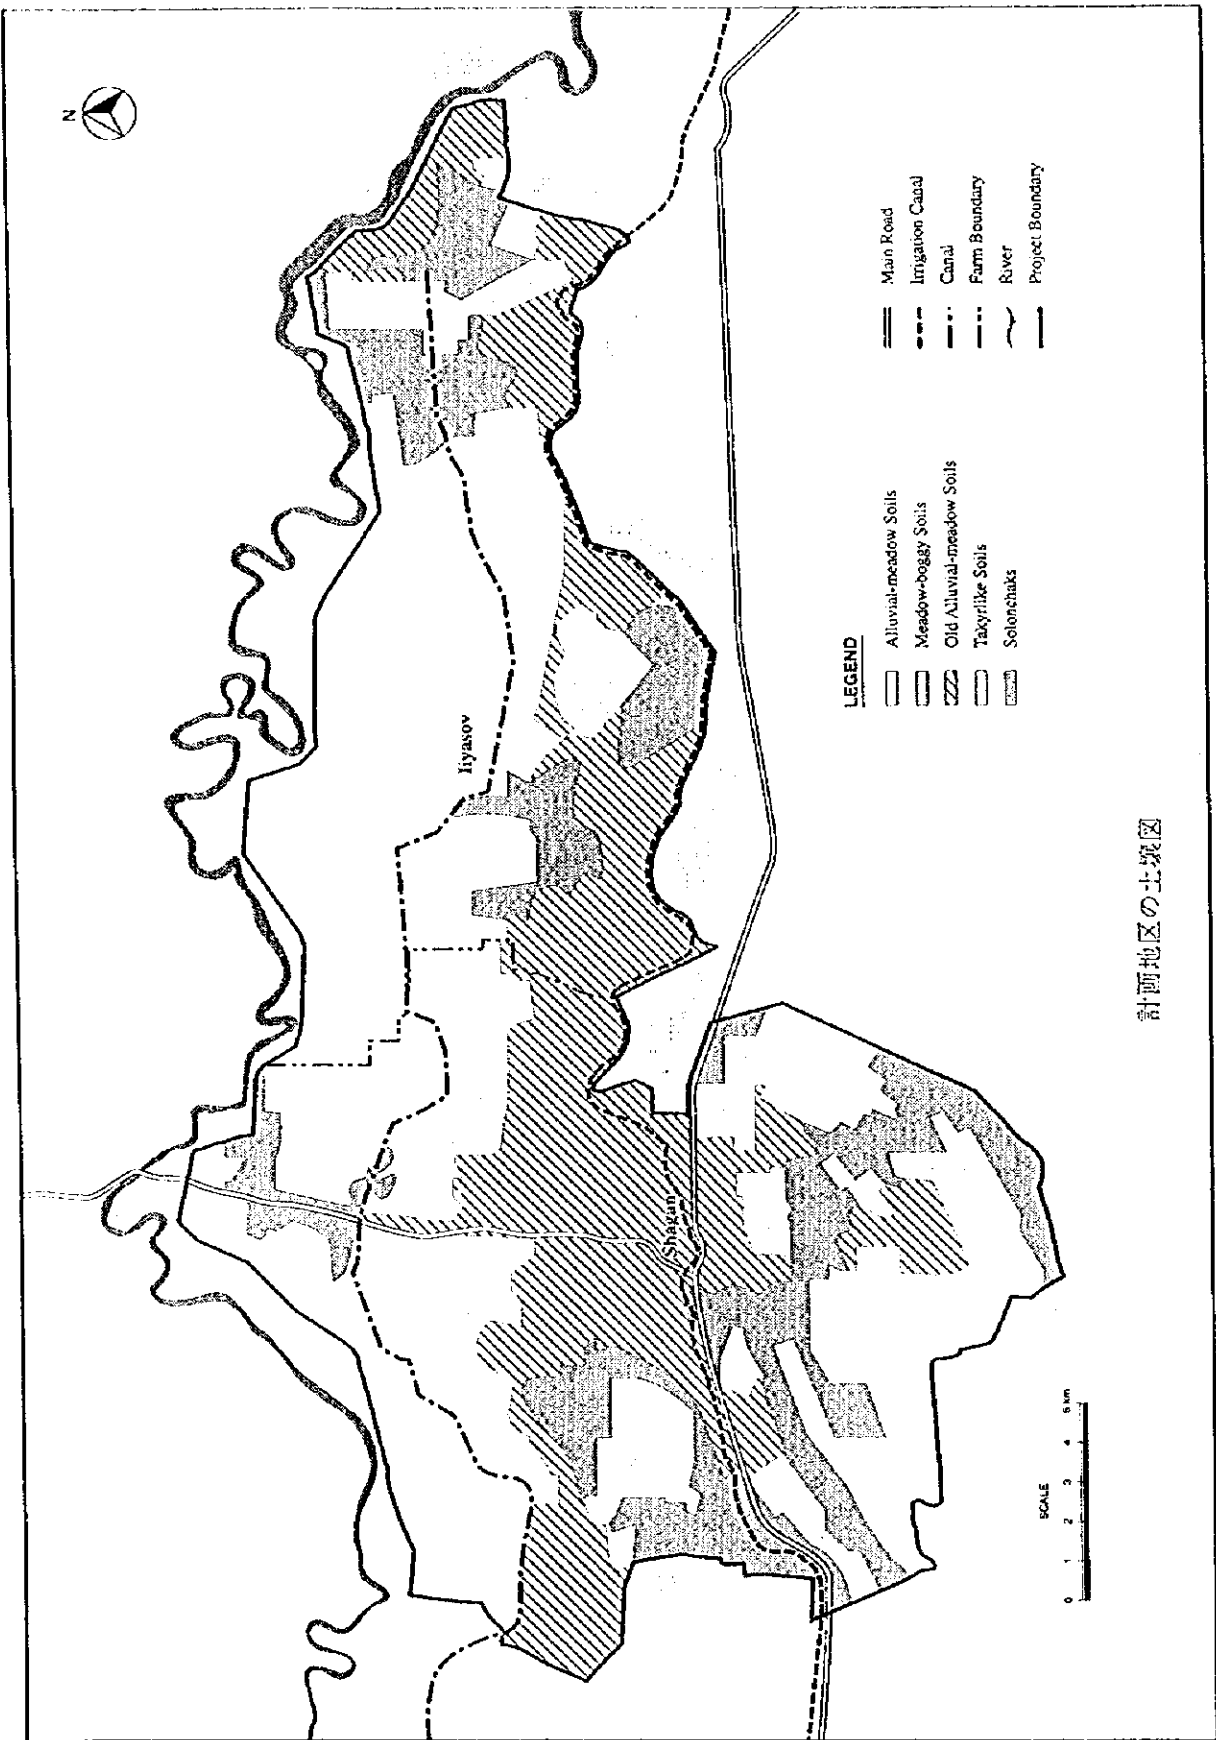 N
Iiyasov
Shagan
LEGEND
Alluvial-meadow Soils
Meadow-boggy Soils
Old Alluvial-meadow Soils
Takyrlike Soils
Solonchaks
Main Road
Irrigation Canal
Canal
Farm Boundary
River
Project Boundary
SCALE
0 1 2 3 4 5 km
計画地区の土壌図